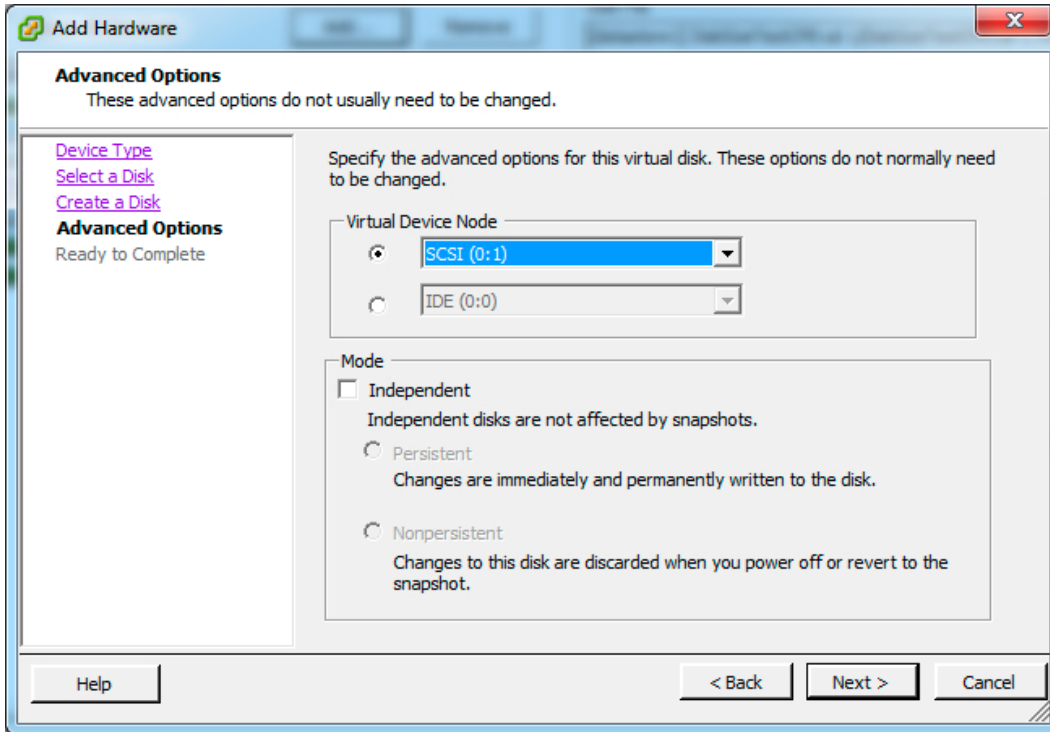 Add Hardware
Advanced Options
These advanced options do not usually need to be changed.
Device Type
Select a Disk
Create a Disk
Advanced Options
Ready to Complete
Specify the advanced options for this virtual disk. These options do not normally need
to be changed.
Virtual Device Node
SCSI (0:1)
IDE (0:0)
Mode
Independent
Independent disks are not affected by snapshots.
Persistent
Changes are immediately and permanently written to the disk.
Nonpersistent
Changes to this disk are discarded when you power off or revert to the
snapshot.
Help
< Back
Next >
Cancel